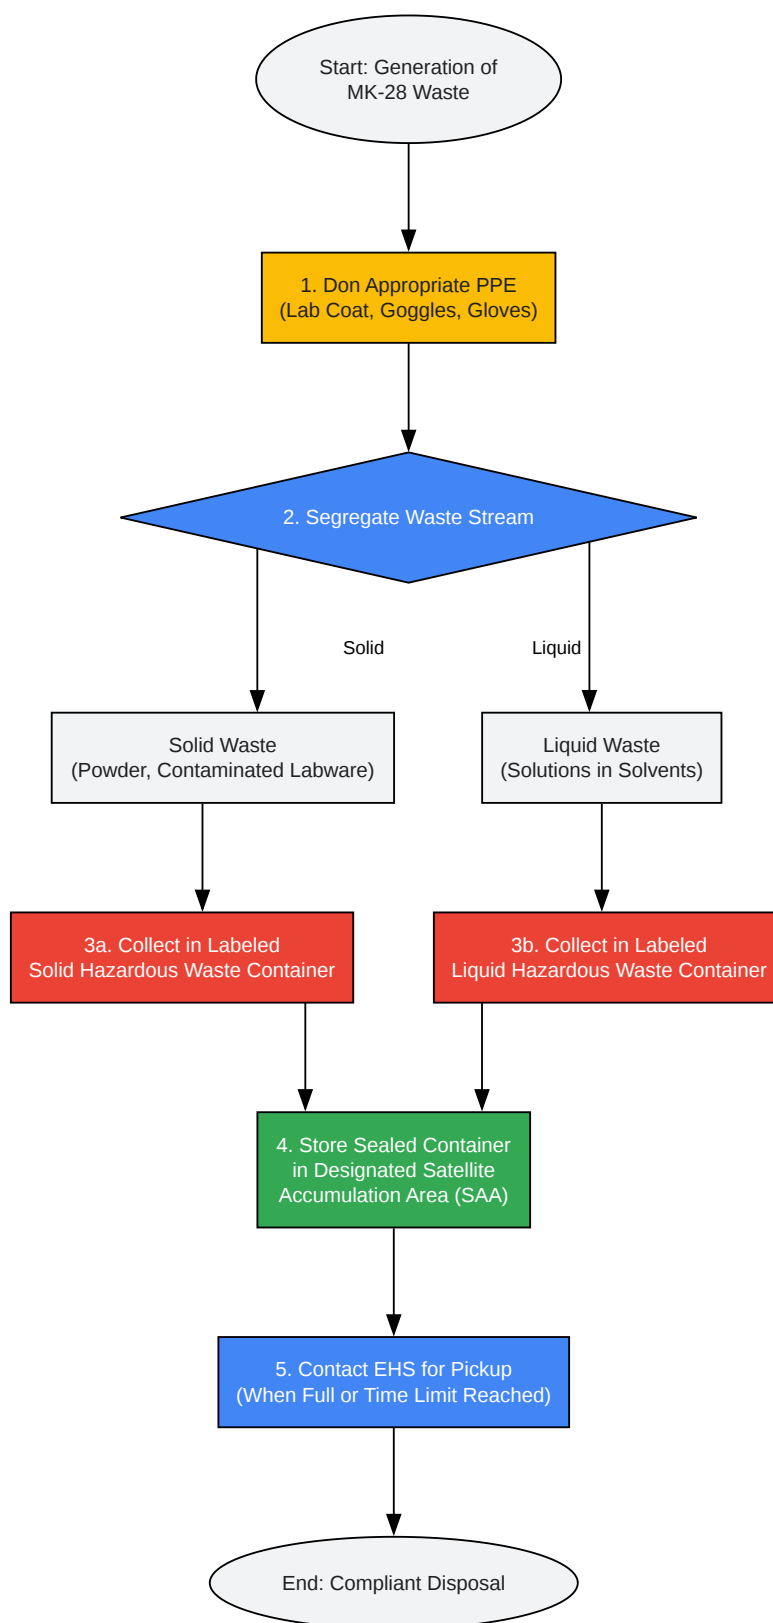 Start: Generation of
MK-28 Waste
1. Don Appropriate PPE
(Lab Coat, Goggles, Gloves)
2. Segregate Waste Stream
Solid
Liquid
Solid Waste
(Powder, Contaminated Labware)
Liquid Waste
(Solutions in Solvents)
3a. Collect in Labeled
Solid Hazardous Waste Container
3b. Collect in Labeled
Liquid Hazardous Waste Container
4. Store Sealed Container
in Designated Satellite
Accumulation Area (SAA)
5. Contact EHS for Pickup
(When Full or Time Limit Reached)
End: Compliant Disposal